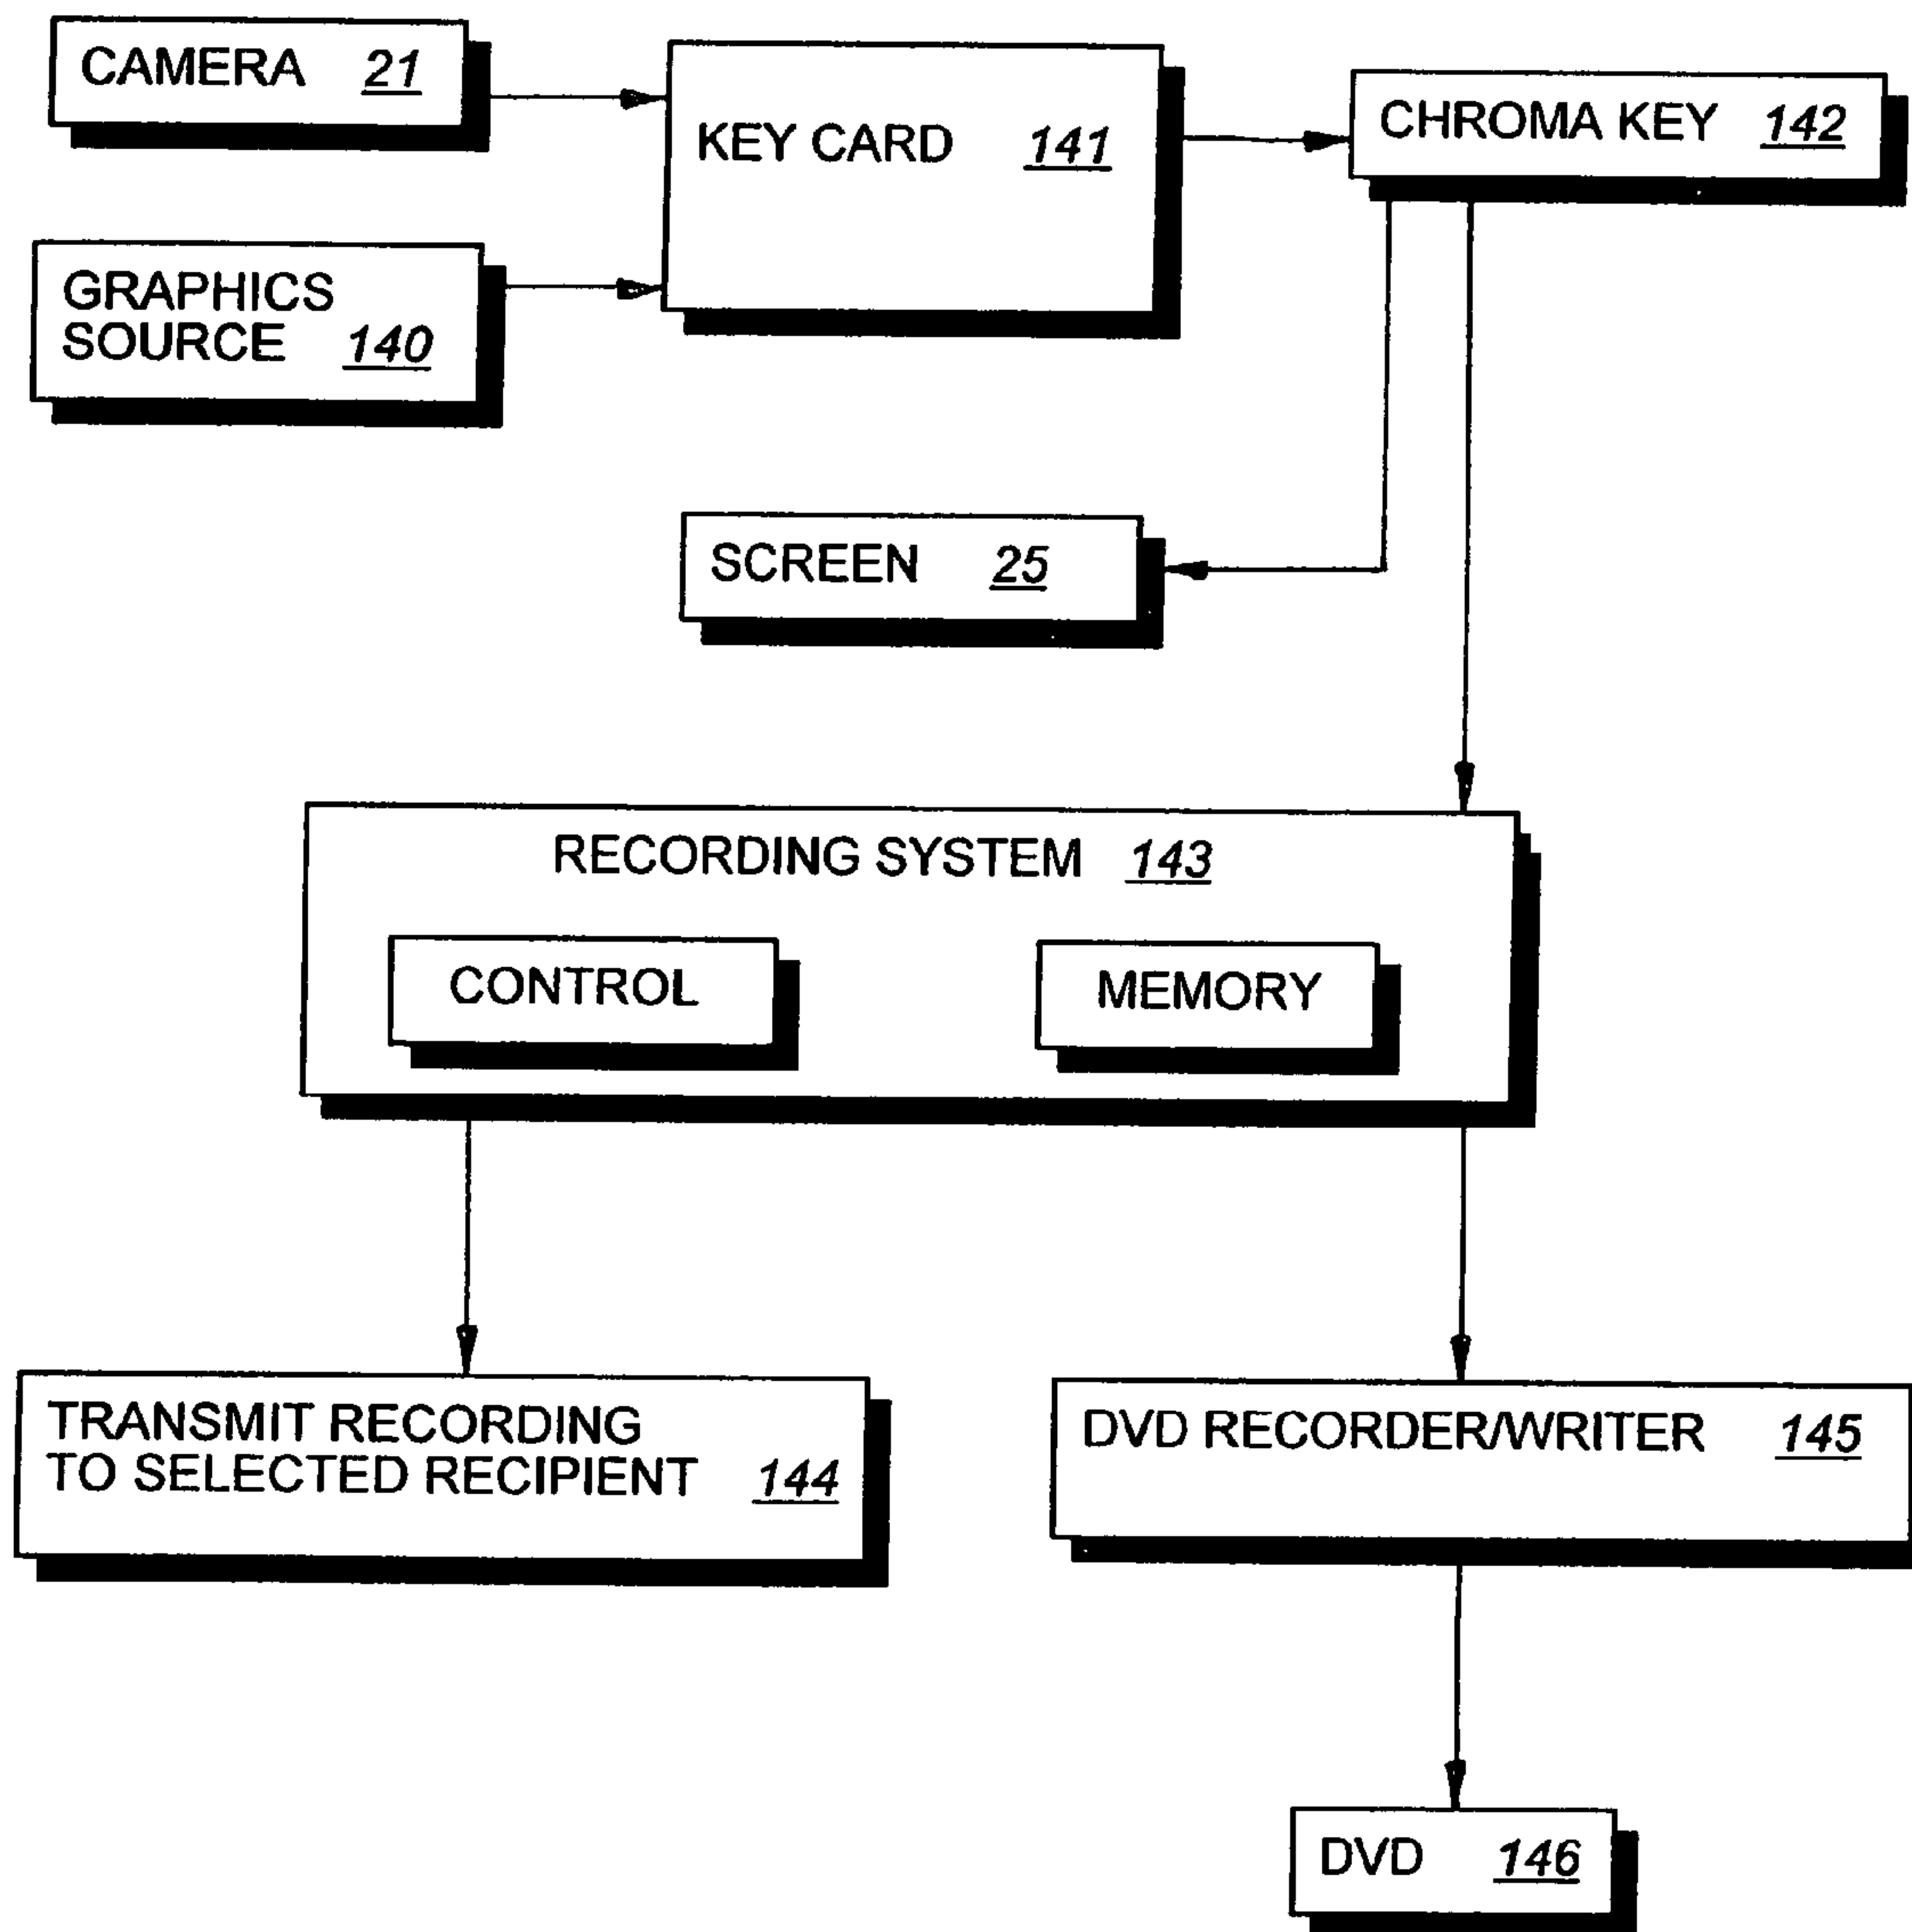 CAMERA 21
KEY CARD 141
CHROMA KEY 142
GRAPHICS
SOURCE 140
SCREEN 25
RECORDING SYSTEM 143
CONTROL
MEMORY
TRANSMIT RECORDING
TO SELECTED RECIPIENT 144
DVD RECORDER/WRITER 145
DVD 146